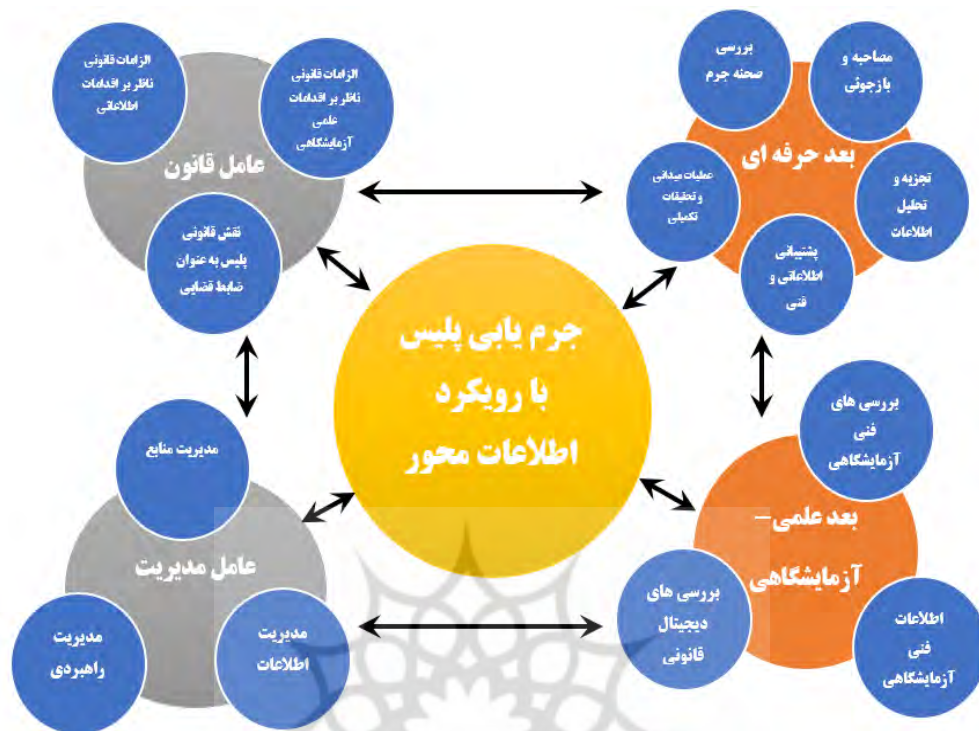 الزامات قانونی
ناظر بر اقدامات
اطلاعاتی
الزامات قانونی
ناظر بر اقدامات
علمی
آزمایشگاهی
عامل قانون
نقش قانونی
پلیس به عنوان
ضابط قضایی
بررسی
صحنه جرم
مصاحبه و
بازجوئی
بعد حرفه ای
عملیات میدانی
و تحقیقات
تکمیلی
تجزیه و
تحلیل
اطلاعات
پشتیبانی
اطلاعاتی و
فنی
جرم یابی پلیس
با رویکرد
اطلاعات محور
مدیریت منابع
عامل مدیریت
مدیریت
راهبردی
مدیریت
اطلاعات
بررسی های
فنی
آزمایشگاهی
بعد علمی-
آزمایشگاهی
بررسی های
دیجیتال
قانونی
اطلاعات
فنی
آزمایشگاهی